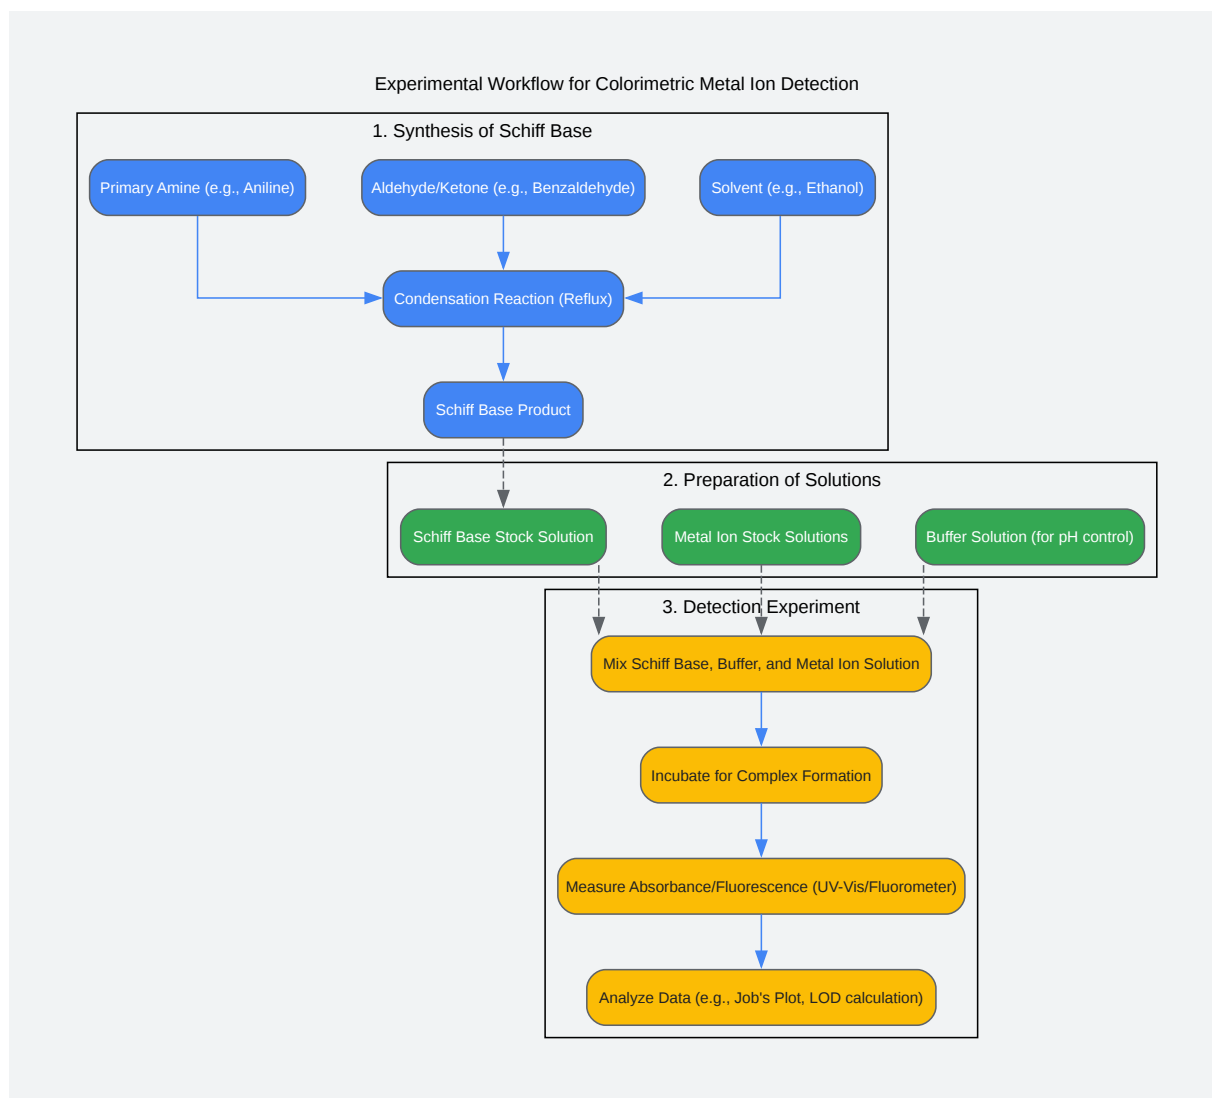 Experimental Workflow for Colorimetric Metal Ion Detection
1. Synthesis of Schiff Base
Primary Amine (e.g., Aniline)
Aldehyde/Ketone (e.g., Benzaldehyde)
Solvent (e.g., Ethanol)
Condensation Reaction (Reflux)
Schiff Base Product
2. Preparation of Solutions
Schiff Base Stock Solution
Metal Ion Stock Solutions
Buffer Solution (for pH control)
3. Detection Experiment
Mix Schiff Base, Buffer, and Metal Ion Solution
Incubate for Complex Formation
Measure Absorbance/Fluorescence (UV-Vis/Fluorometer)
Analyze Data (e.g., Job's Plot, LOD calculation)